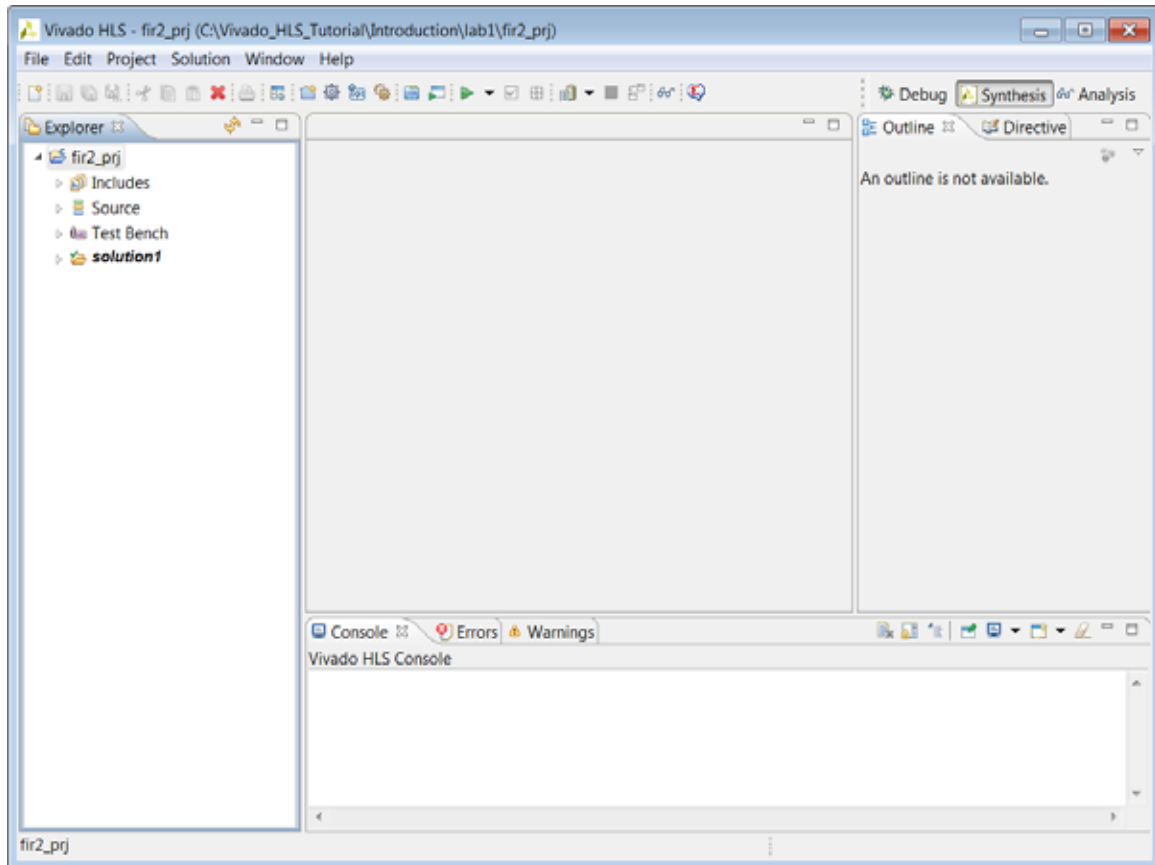 Vivado HLS - fir2_prj (C:\Vivado_HLS_Tutorial\Introduction\lab1\fir2_prj)
File Edit Project Solution Window Help
Debug Synthesis Analysis
Explorer
Outline Directive
fir2_prj
Includes
Source
Test Bench
solution1
An outline is not available.
Console Errors Warnings
Vivado HLS Console
fir2_prj